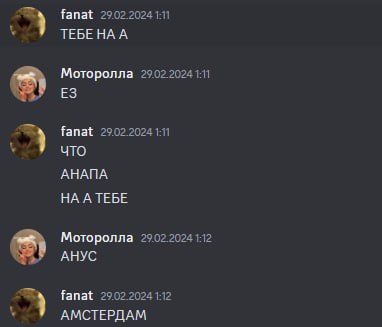 fanat 29.02.2024 1:11
ТЕБЕ НА А
Моторолла 29.02.2024 1:11
ЕЗ
fanat 29.02.2024 1:11
ЧТО
АНАПА
НА А ТЕБЕ
Моторолла 29.02.2024 1:12
АНУС
fanat 29.02.2024 1:12
АМСТЕРДАМ